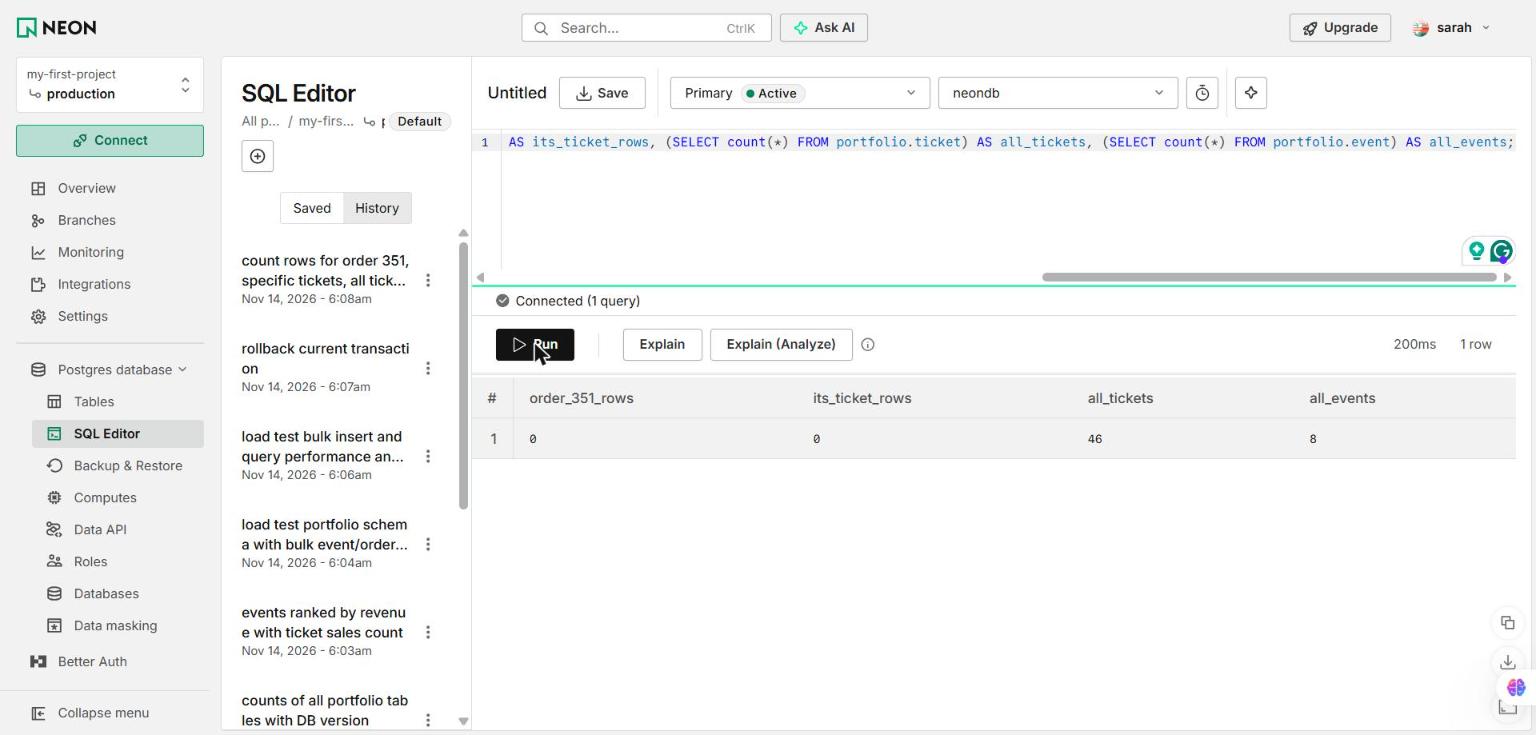 NEON
Search...
CtrlK
Ask AI
Upgrade
sarah
my-first-project
production
Connect
Overview
Branches
Monitoring
Integrations
Settings
Postgres database
Tables
SQL Editor
Backup & Restore
Computes
Data API
Roles
Databases
Data masking
Better Auth
Collapse menu
SQL Editor
All p... / my-firs... Default
Saved
History
count rows for order 351,
specific tickets, all tick...
Nov 14, 2026 - 6:08am
rollback current transacti
on
Nov 14, 2026 - 6:07am
load test bulk insert and
query performance an...
Nov 14, 2026 - 6:06am
load test portfolio schem
a with bulk event/order...
Nov 14, 2026 - 6:04am
events ranked by revenu
e with ticket sales count
Nov 14, 2026 - 6:03am
counts of all portfolio tab
les with DB version
Untitled
Save
Primary Active
neondb
1 AS its_ticket_rows, (SELECT count(*) FROM portfolio.ticket) AS all_tickets, (SELECT count(*) FROM portfolio.event) AS all_events;
Connected (1 query)
Run
Explain
Explain (Analyze)
200ms
1 row
# order_351_rows its_ticket_rows all_tickets all_events
1 0 0 46 8